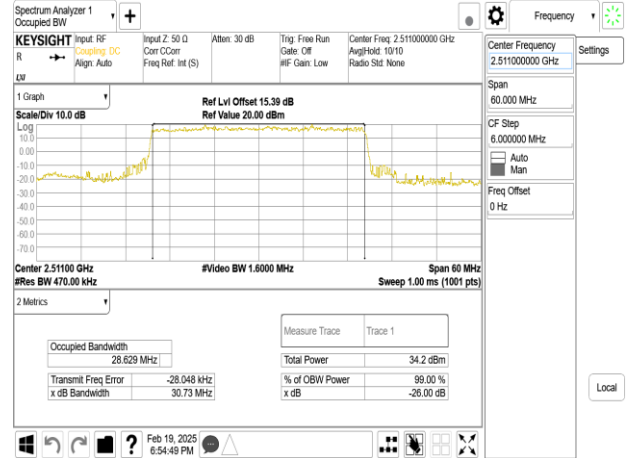 Spectrum Analyzer 1
Occupied BW
Frequency
KEYSIGHT
R
LXI
Input: RF
Coupling: DC
Align: Auto
Input Z: 50 Ω
Corr CCorr
Freq Ref: Int (S)
Atten: 30 dB
Trig: Free Run
Gate: Off
#IF Gain: Low
Center Freq: 2.511000000 GHz
Avg|Hold: 10/10
Radio Std: None
Center Frequency
2.511000000 GHz
Settings
Span
60.000 MHz
CF Step
6.000000 MHz
Auto
Man
Freq Offset
0 Hz
Local
1 Graph
Scale/Div 10.0 dB
Ref Lvl Offset 15.39 dB
Ref Value 20.00 dBm
Log
10.0
0.00
-10.0
-20.0
-30.0
-40.0
-50.0
-60.0
-70.0
Center 2.51100 GHz
#Video BW 1.6000 MHz
Span 60 MHz
#Res BW 470.00 kHz
Sweep 1.00 ms (1001 pts)
2 Metrics
Measure Trace Trace 1
Occupied Bandwidth
28.629 MHz
Total Power 34.2 dBm
Transmit Freq Error -28.048 kHz
% of OBW Power 99.00 %
x dB Bandwidth 30.73 MHz
x dB -26.00 dB
Feb 19, 2025
6:54:49 PM